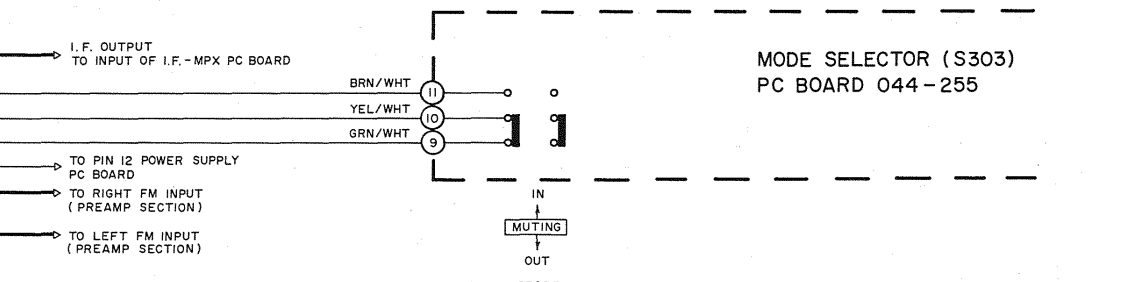 I.F. OUTPUT
TO INPUT OF I.F.-MPX PC BOARD
MODE SELECTOR (S303)
PC BOARD 044-255
BRN/WHT
11
YEL/WHT
10
GRN/WHT
9
TO PIN 12 POWER SUPPLY
PC BOARD
TO RIGHT FM INPUT
(PREAMP SECTION)
TO LEFT FM INPUT
(PREAMP SECTION)
IN
MUTING
OUT